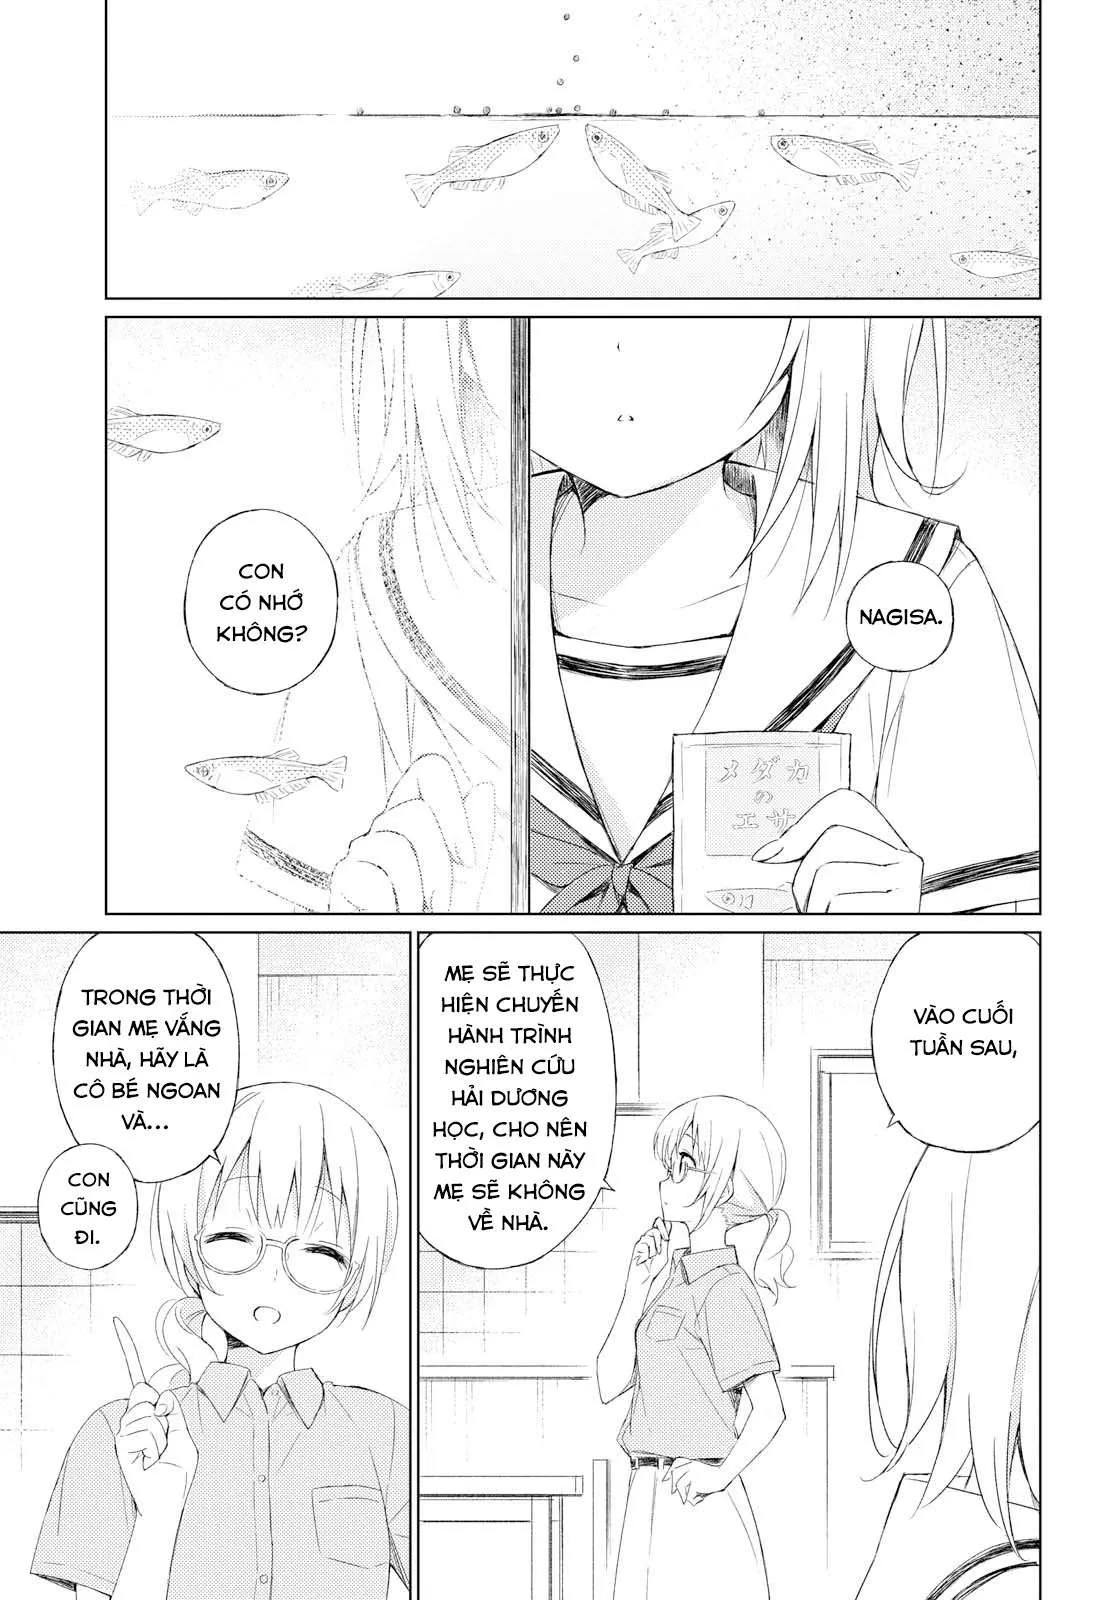 NAGISA.
CON
CÓ NHỚ
KHÔNG?
メダカ
の
エサ
VÀO CUỐI
TUẦN SAU,
MẸ SẼ THỰC
HIỆN CHUYẾN
HÀNH TRÌNH
NGHIÊN CỨU
HẢI DƯƠNG
HỌC, CHO NÊN
THỜI GIAN NÀY
MẸ SẼ KHÔNG
VỀ NHÀ.
TRONG THỜI
GIAN MẸ VẮNG
NHÀ, HÃY LÀ
CÔ BÉ NGOAN
VÀ...
CON
CŨNG
ĐI.